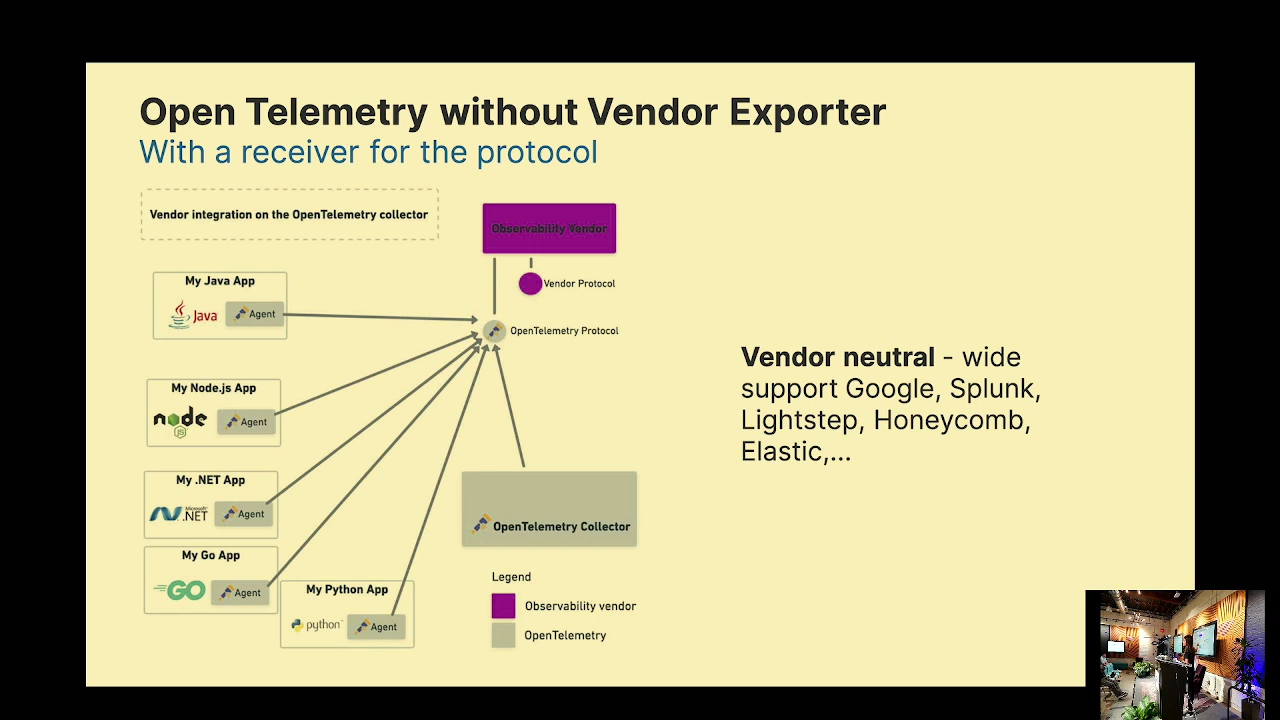 Open Telemetry without Vendor Exporter
With a receiver for the protocol
Vendor integration on the OpenTelemetry collector
Observability Vendor
Vendor Protocol
OpenTelemetry Protocol
My Java App
Java
Agent
My Node.js App
node
JS
Agent
My .NET App
Microsoft
.NET
Agent
My Go App
GO
Agent
My Python App
python
Agent
OpenTelemetry Collector
Legend
Observability vendor
OpenTelemetry
Vendor neutral - wide
support Google, Splunk,
Lightstep, Honeycomb,
Elastic,...